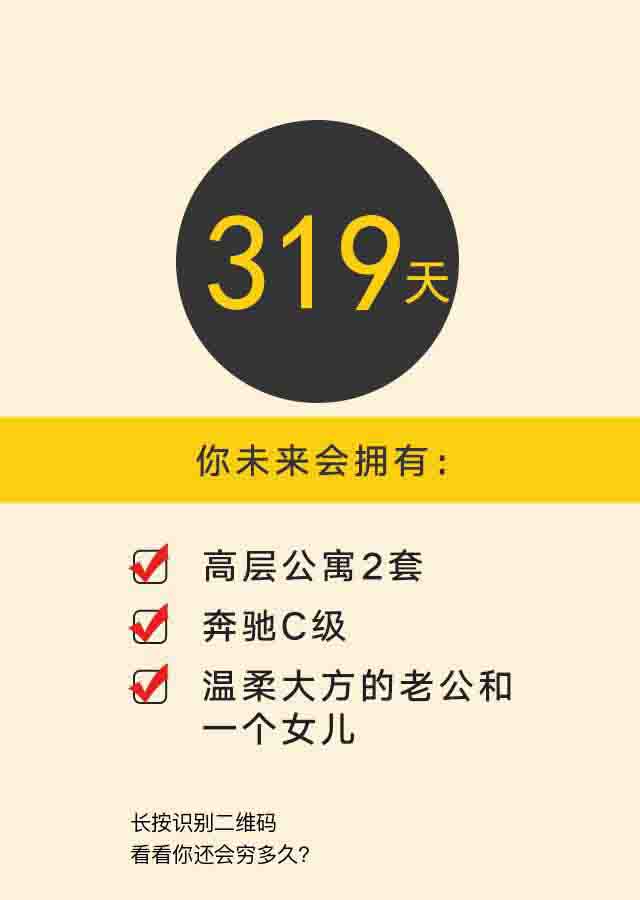 319天
你未来会拥有：
高层公寓2套
奔驰C级
温柔大方的老公和
一个女儿
长按识别二维码
看看你还会穷多久?